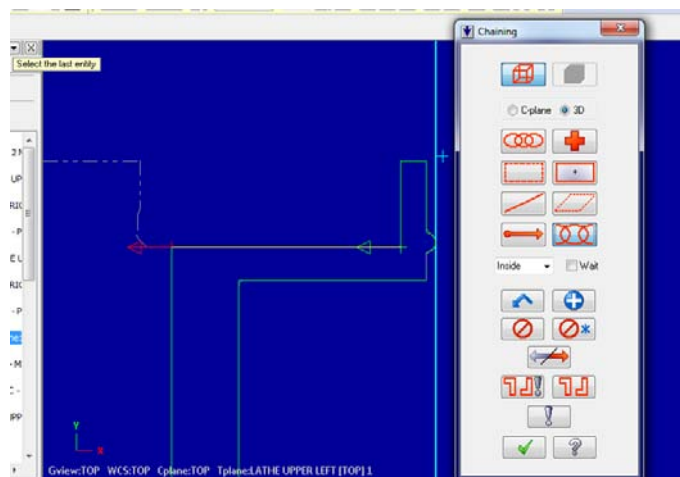 Chaining
Select the last entity
C-plane 3D
Inside Wait
Y
X
Gview:TOP WCS:TOP Cplane:TOP Tplane:LATHE UPPER LEFT [TOP] 1